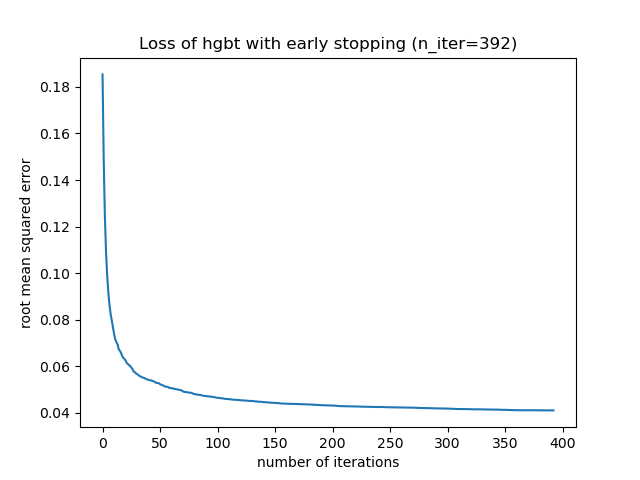 Loss of hgbt with early stopping (n_iter=392)
root mean squared error
0.18
0.16
0.14
0.12
0.10
0.08
0.06
0.04
0 50 100 150 200 250 300 350 400
number of iterations